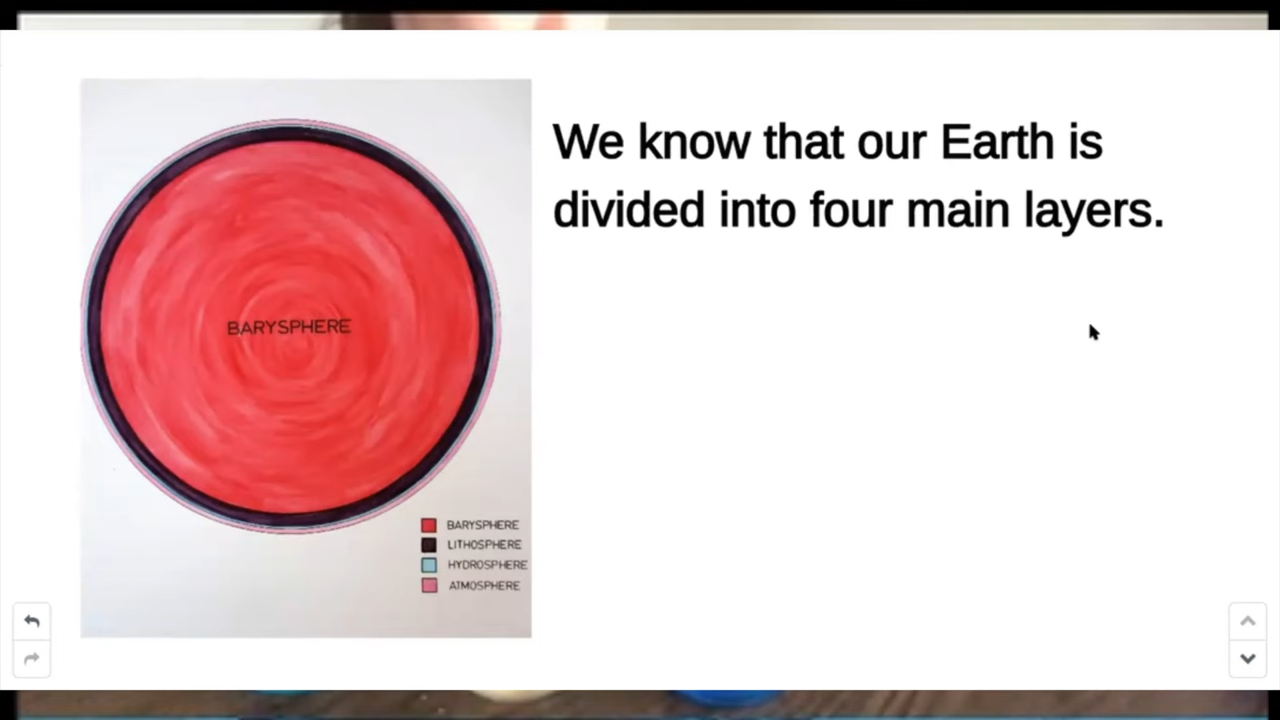 We know that our Earth is
divided into four main layers.
BARYSPHERE
BARYSPHERE
LITHOSPHERE
HYDROSPHERE
ATMOSPHERE